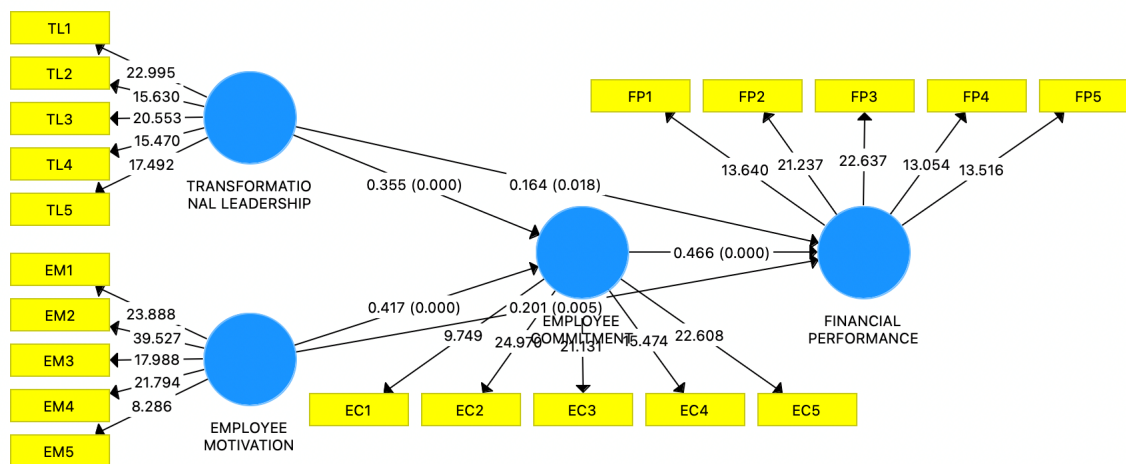 TL1
TL2
TL3
TL4
TL5
22.995
15.630
20.553
15.470
17.492
TRANSFORMATIO
NAL LEADERSHIP
EM1
EM2
EM3
EM4
EM5
23.888
39.527
17.988
21.794
8.286
EMPLOYEE
MOTIVATION
0.355 (0.000)
0.164 (0.018)
0.417 (0.000)
0.201 (0.005)
0.466 (0.000)
EMPLOYEE
COMMITMENT
9.749
24.970
21.131
15.474
22.608
EC1
EC2
EC3
EC4
EC5
FP1
FP2
FP3
FP4
FP5
13.640
21.237
22.637
13.054
13.516
FINANCIAL
PERFORMANCE